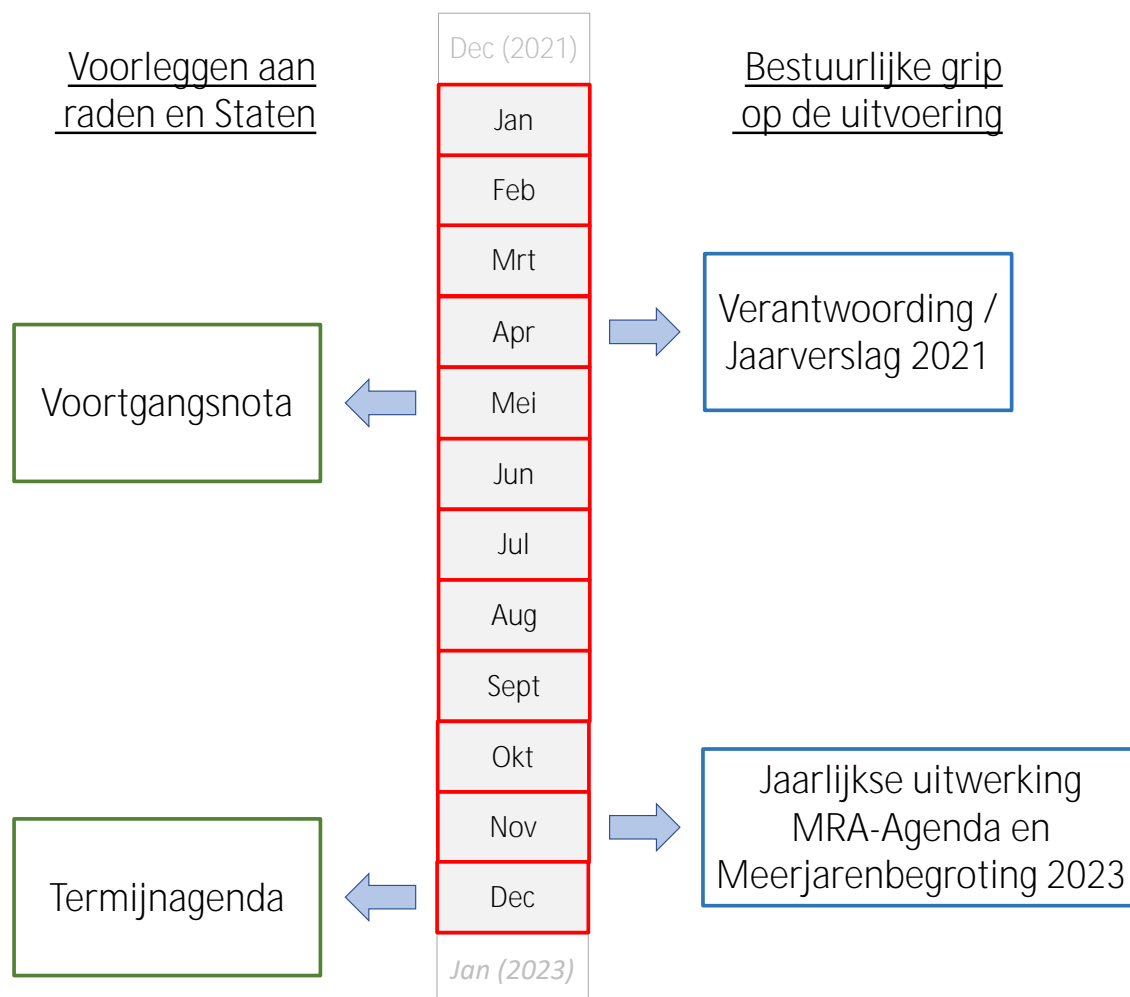 Dec (2021)
Voorleggen aan
raden en Staten
Bestuurlijke grip
op de uitvoering
Jan
Feb
Mrt
Apr
Mei
Jun
Jul
Aug
Sept
Okt
Nov
Dec
Jan (2023)
Voortgangsnota
Termijnagenda
Verantwoording /
Jaarverslag 2021
Jaarlijkse uitwerking
MRA-Agenda en
Meerjarenbegroting 2023